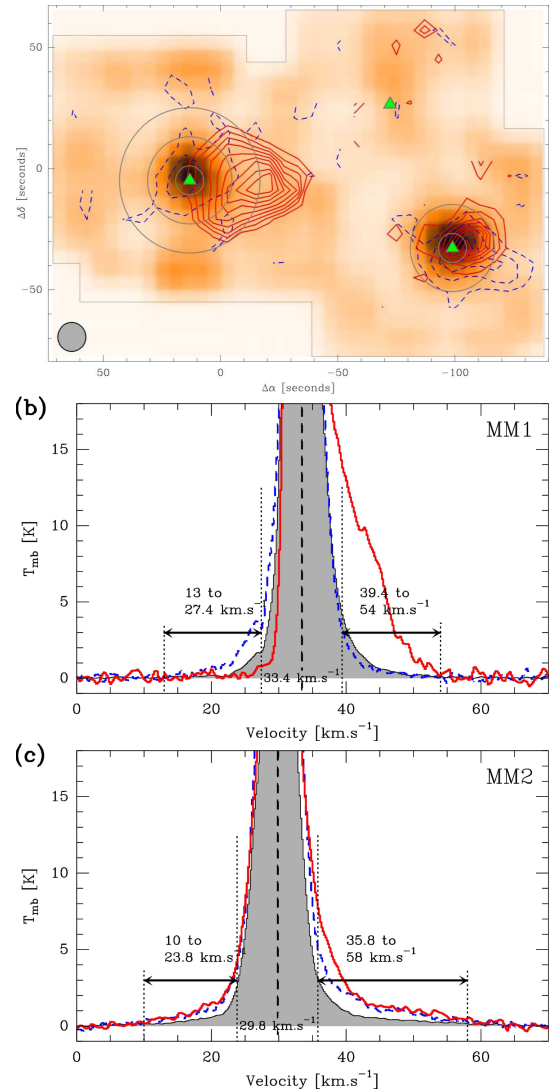 50
0
−50
Δδ [seconds]
50
0
−50
−100
Δα [seconds]
(b)
MM1
15
10
5
0
T_mb [K]
13 to
27.4 km.s⁻¹
39.4 to
54 km.s⁻¹
33.4 km.s⁻¹
0
20
40
60
Velocity [km.s⁻¹]
(c)
MM2
15
10
5
0
T_mb [K]
10 to
23.8 km.s⁻¹
35.8 to
58 km.s⁻¹
29.8 km.s⁻¹
0
20
40
60
Velocity [km.s⁻¹]